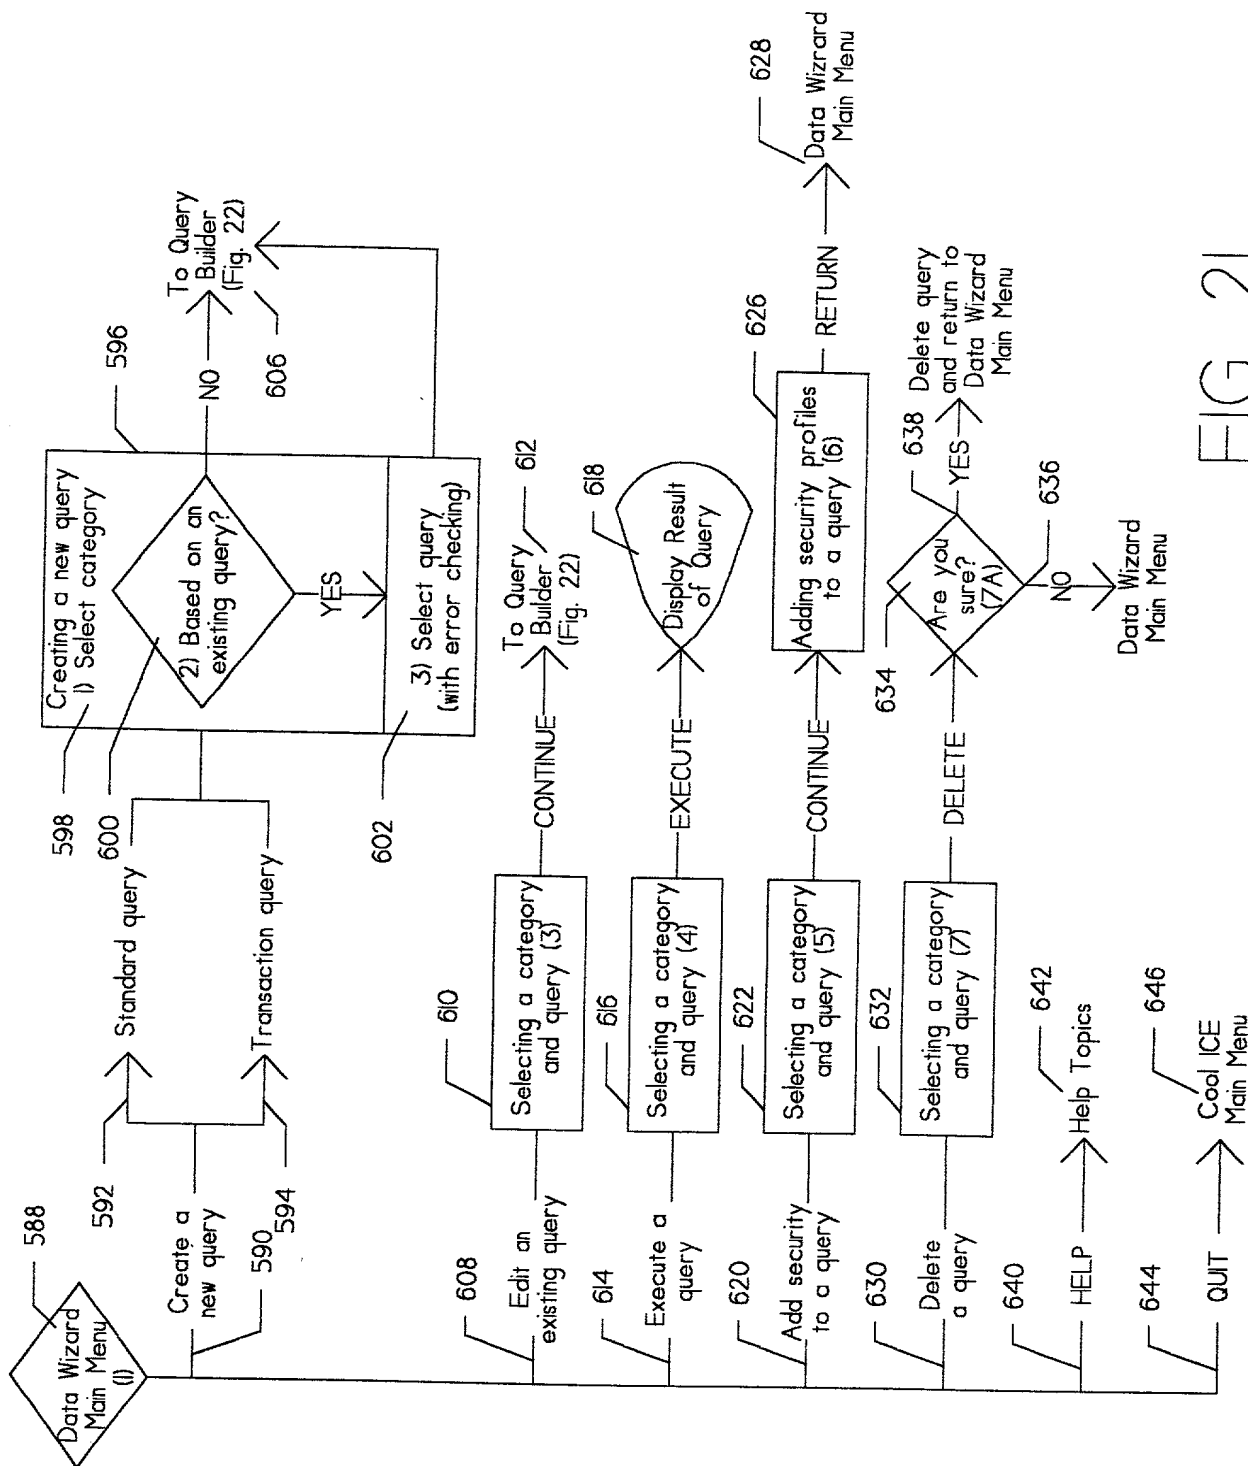 588
Data Wizard
Main Menu
(1)
Create a
new query
590
592
Standard query
594
Transaction query
596
Creating a new query
1) Select category
598
2) Based on an
existing query?
600
NO
YES
3) Select query
(with error checking)
602
To Query
Builder
(Fig. 22)
606
608
Edit an
existing query
610
Selecting a category
and query (3)
CONTINUE
To Query
Builder
(Fig. 22)
612
614
Execute a
query
616
Selecting a category
and query (4)
EXECUTE
Display Result
of Query
618
620
Add security
to a query
622
Selecting a category
and query (5)
CONTINUE
Adding security profiles
to a query (6)
626
RETURN
Data Wizrard
Main Menu
628
630
Delete
a query
632
Selecting a category
and query (7)
DELETE
634
Are you
sure?
(7A)
638
YES
Delete query
and return to
Data Wizard
Main Menu
636
NO
Data Wizard
Main Menu
640
HELP
642
Help Topics
644
QUIT
646
Cool ICE
Main Menu
FIG. 21